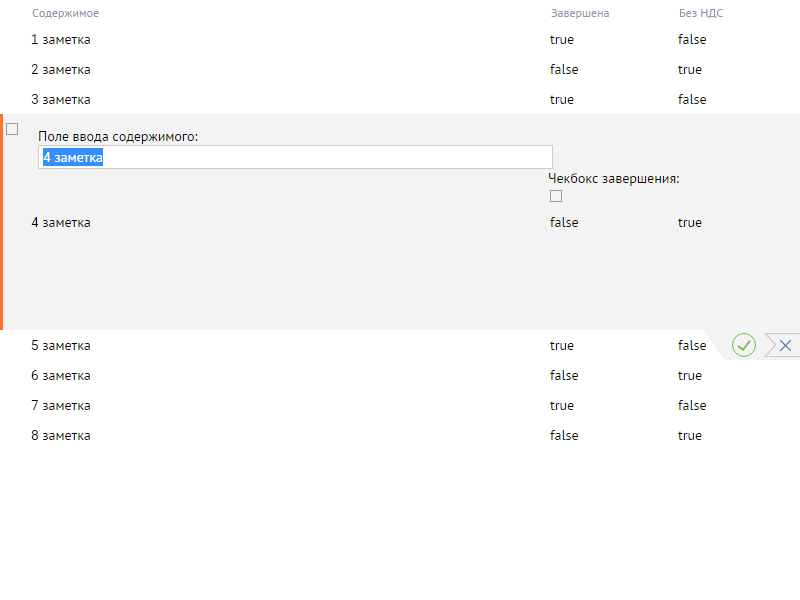 Содержимое Завершена Без НДС
1 заметка true false
2 заметка false true
3 заметка true false
Поле ввода содержимого:
4 заметка
Чекбокс завершения:
4 заметка false true
5 заметка true false
6 заметка false true
7 заметка true false
8 заметка false true